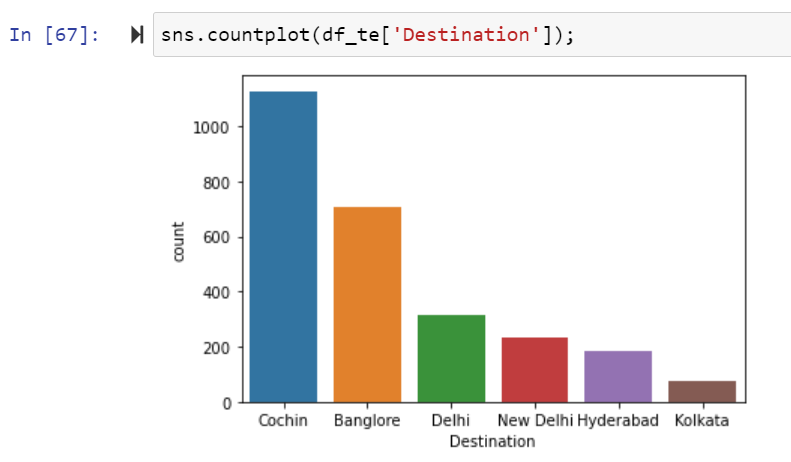 In [67]: sns.countplot(df_te['Destination']);
1000
800
600
400
200
0
count
Cochin Banglore Delhi New Delhi Hyderabad Kolkata
Destination